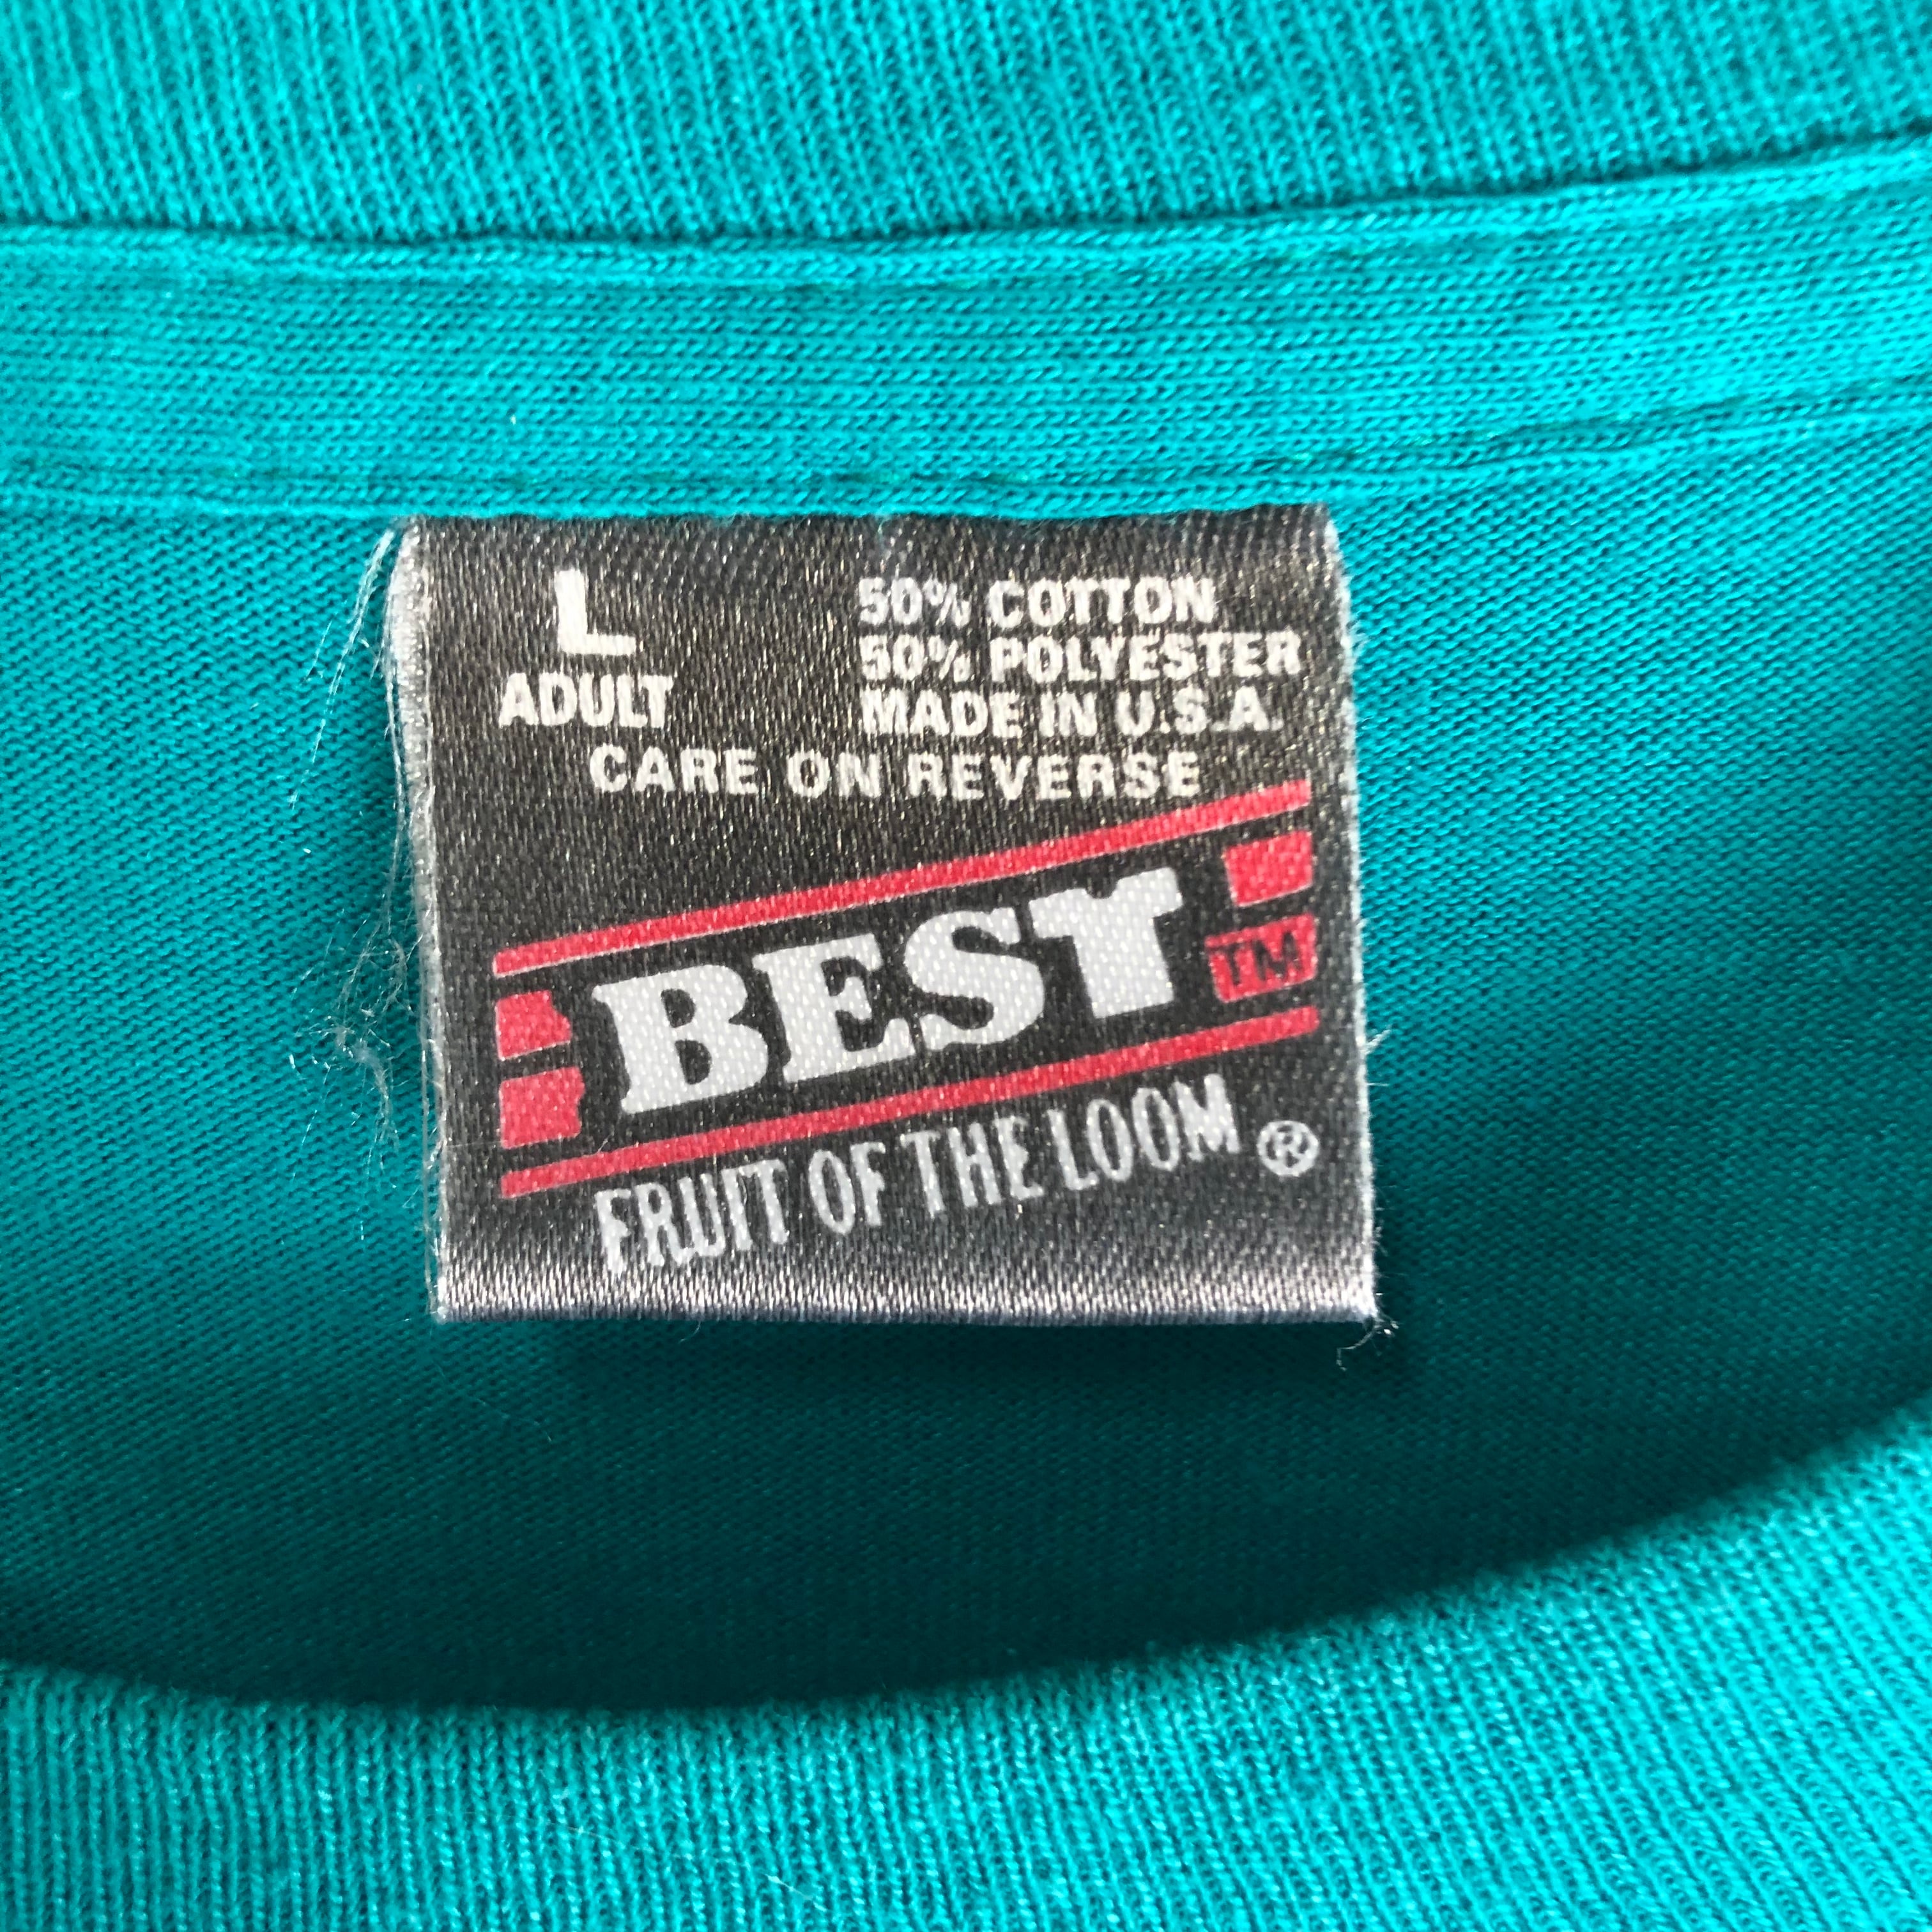 L
ADULT
50% COTTON
50% POLYESTER
MADE IN U.S.A.
CARE ON REVERSE
BEST TM
FRUIT OF THE LOOM ®